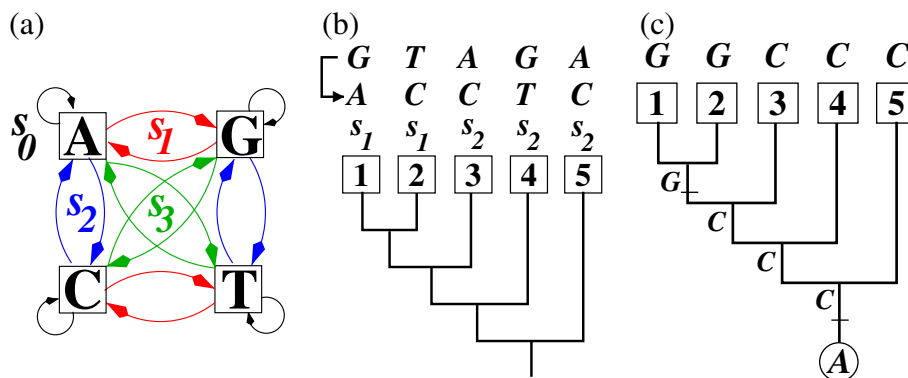 (a)
s0 A s1 G
s2 s3
C T
(b)
G T A G A
A C C T C
s1 s1 s2 s2 s2
1 2 3 4 5
(c)
G G C C C
1 2 3 4 5
G
C
C
C
A